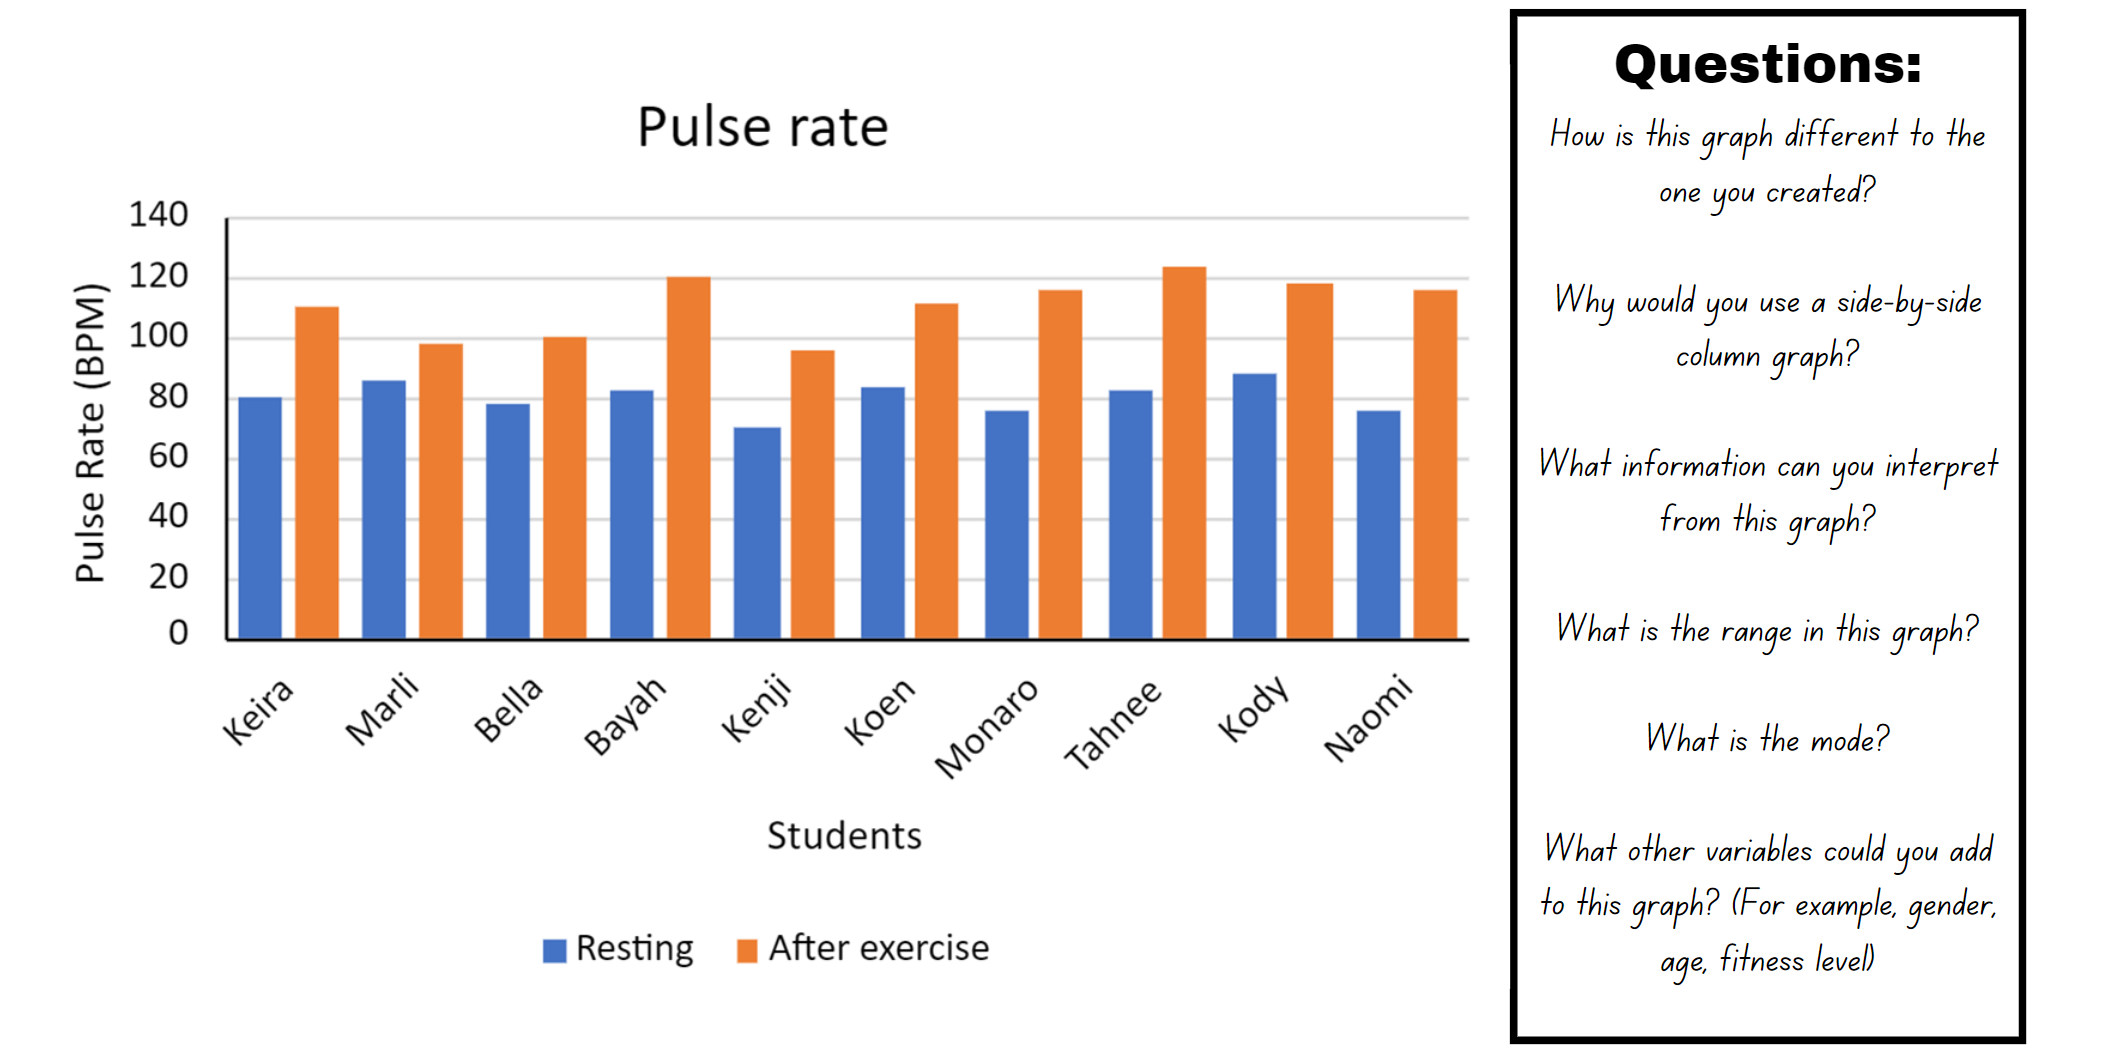 Pulse rate
Pulse Rate (BPM)
140
120
100
80
60
40
20
0
Keira
Marli
Bella
Bayah
Kenji
Koen
Monaro
Tahnee
Kody
Naomi
Students
Resting
After exercise
Questions:
How is this graph different to the
one you created?
Why would you use a side-by-side
column graph?
What information can you interpret
from this graph?
What is the range in this graph?
What is the mode?
What other variables could you add
to this graph? (For example, gender,
age, fitness level)